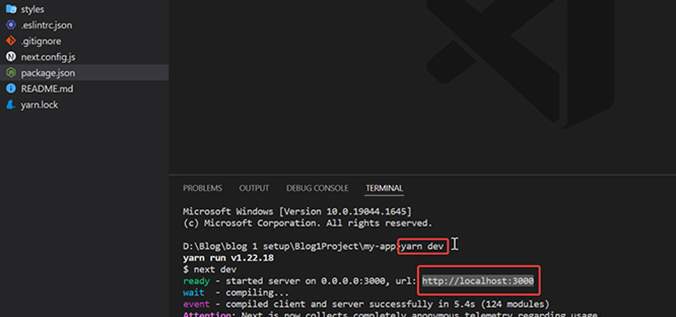 styles
.eslintrc.json
.gitignore
N next.config.js
package.json
README.md
yarn.lock
PROBLEMS OUTPUT DEBUG CONSOLE TERMINAL
Microsoft Windows [Version 10.0.19044.1645]
(c) Microsoft Corporation. All rights reserved.
D:\Blog\blog 1 setup\Blog1Project\my-app>yarn dev
yarn run v1.22.18
$ next dev
ready - started server on 0.0.0.0:3000, url: http://localhost:3000
wait - compiling...
event - compiled client and server successfully in 5.4s (124 modules)
Attention: Next.js now collects completely anonymous telemetry regarding usage.